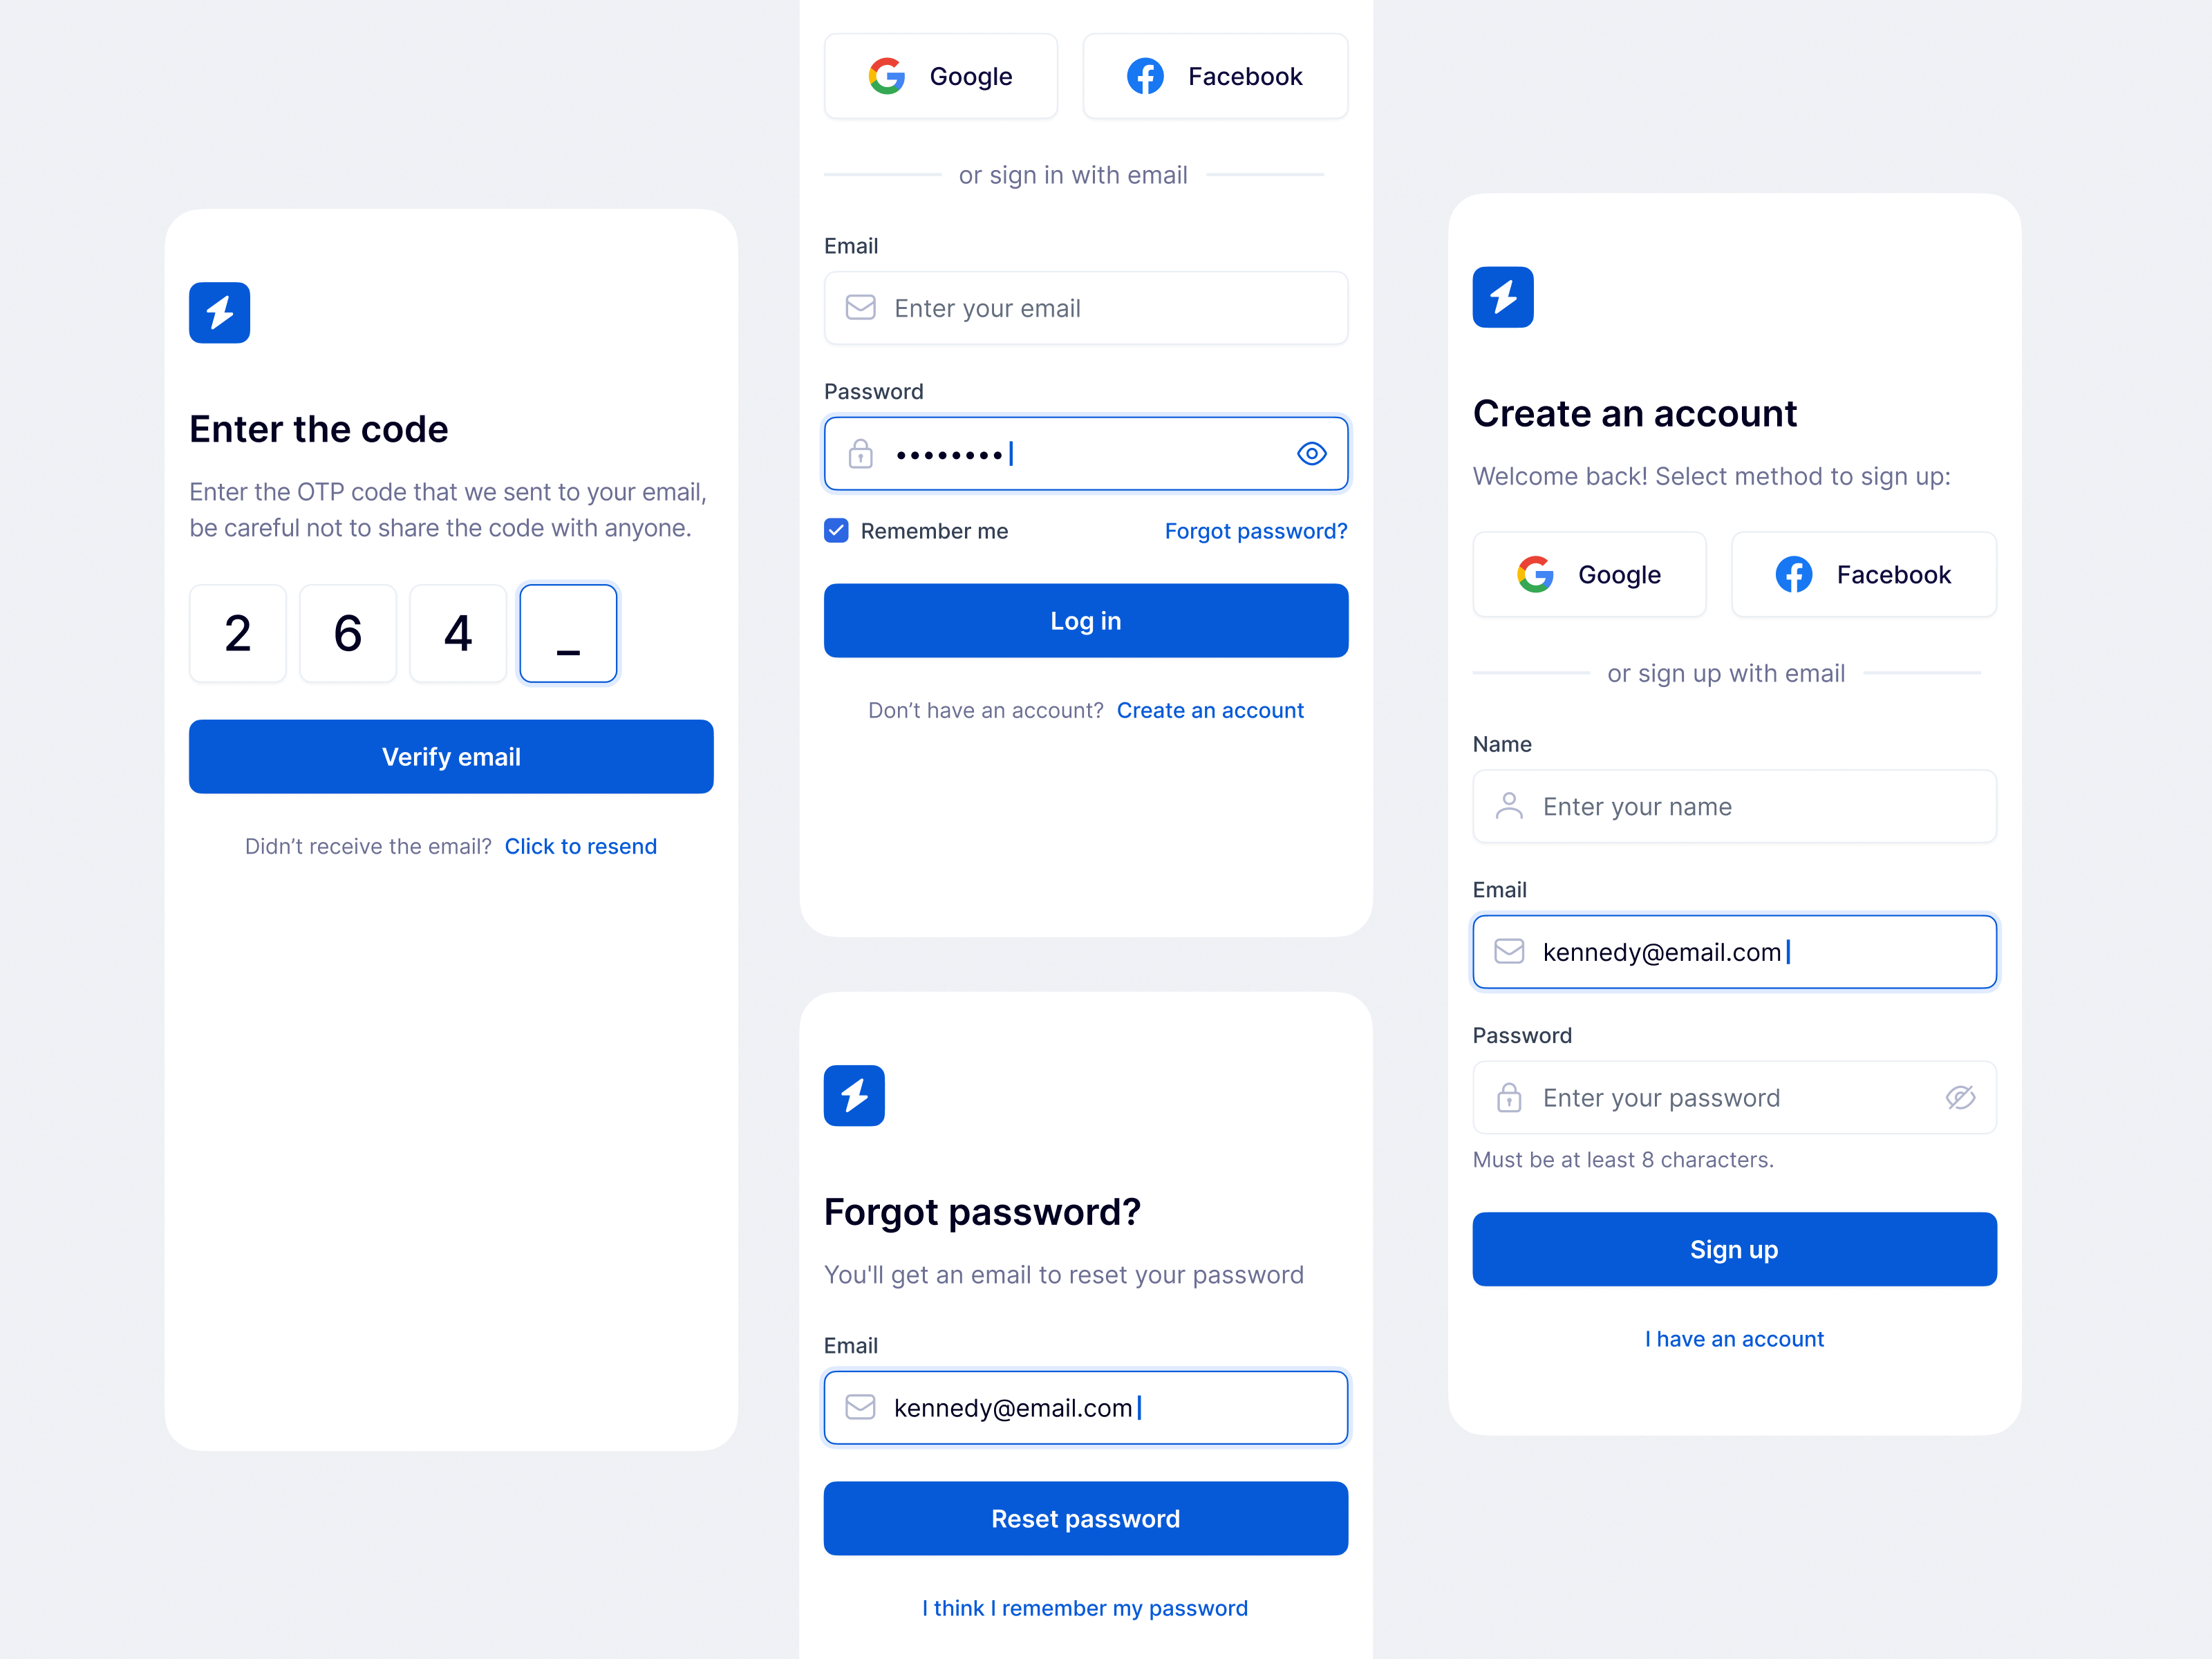 Enter the code
Enter the OTP code that we sent to your email,
be careful not to share the code with anyone.
2 6 4 _
Verify email
Didn’t receive the email? Click to resend
Google Facebook
or sign in with email
Email
Enter your email
Password
••••••••
Remember me Forgot password?
Log in
Don’t have an account? Create an account
Forgot password?
You'll get an email to reset your password
Email
kennedy@email.com
Reset password
I think I remember my password
Create an account
Welcome back! Select method to sign up:
Google Facebook
or sign up with email
Name
Enter your name
Email
kennedy@email.com
Password
Enter your password
Must be at least 8 characters.
Sign up
I have an account